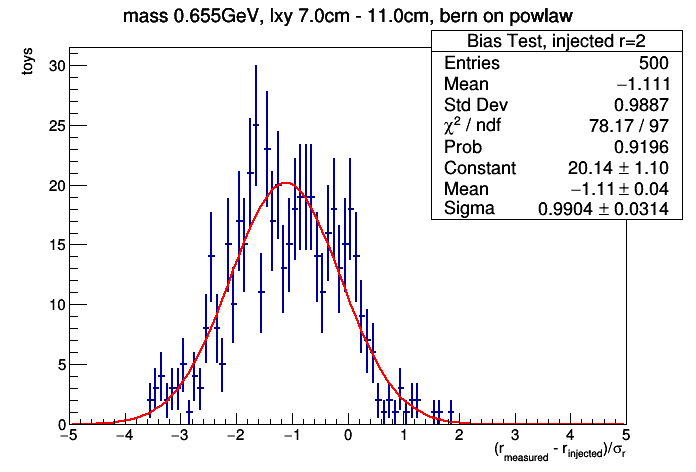 mass 0.655GeV, lxy 7.0cm - 11.0cm, bern on powlaw
Bias Test, injected r=2
Entries 500
Mean −1.111
Std Dev 0.9887
χ² / ndf 78.17 / 97
Prob 0.9196
Constant 20.14 ± 1.10
Mean −1.11 ± 0.04
Sigma 0.9904 ± 0.0314
toys
30
25
20
15
10
5
0
−5 −4 −3 −2 −1 0 1 2 3 4 5
(r_measured - r_injected)/σ_r